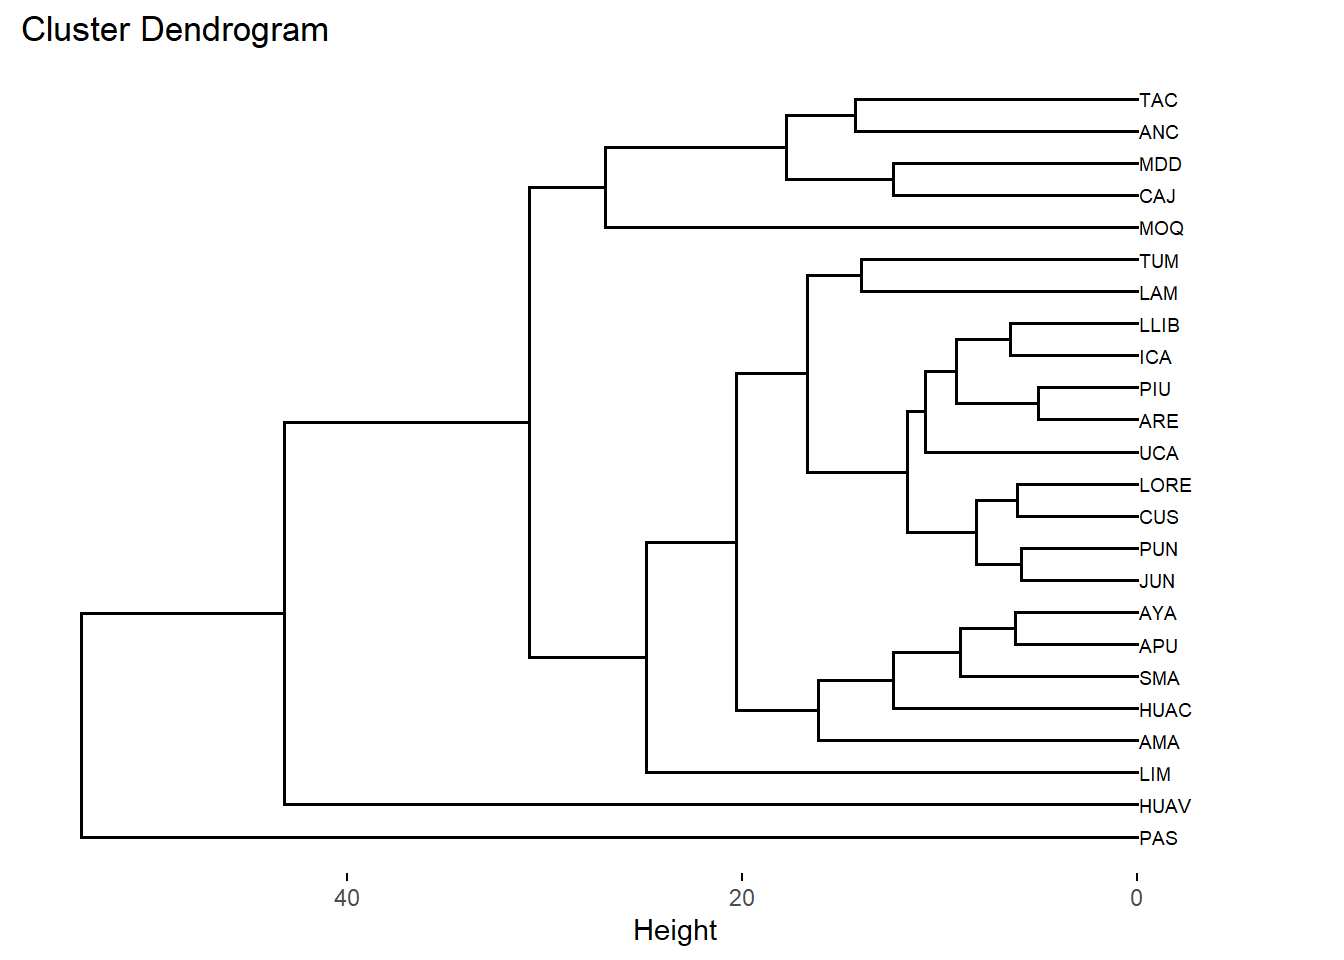 Cluster Dendrogram
TAC
ANC
MDD
CAJ
MOQ
TUM
LAM
LLIB
ICA
PIU
ARE
UCA
LORE
CUS
PUN
JUN
AYA
APU
SMA
HUAC
AMA
LIM
HUAV
PAS
40 20 0
Height